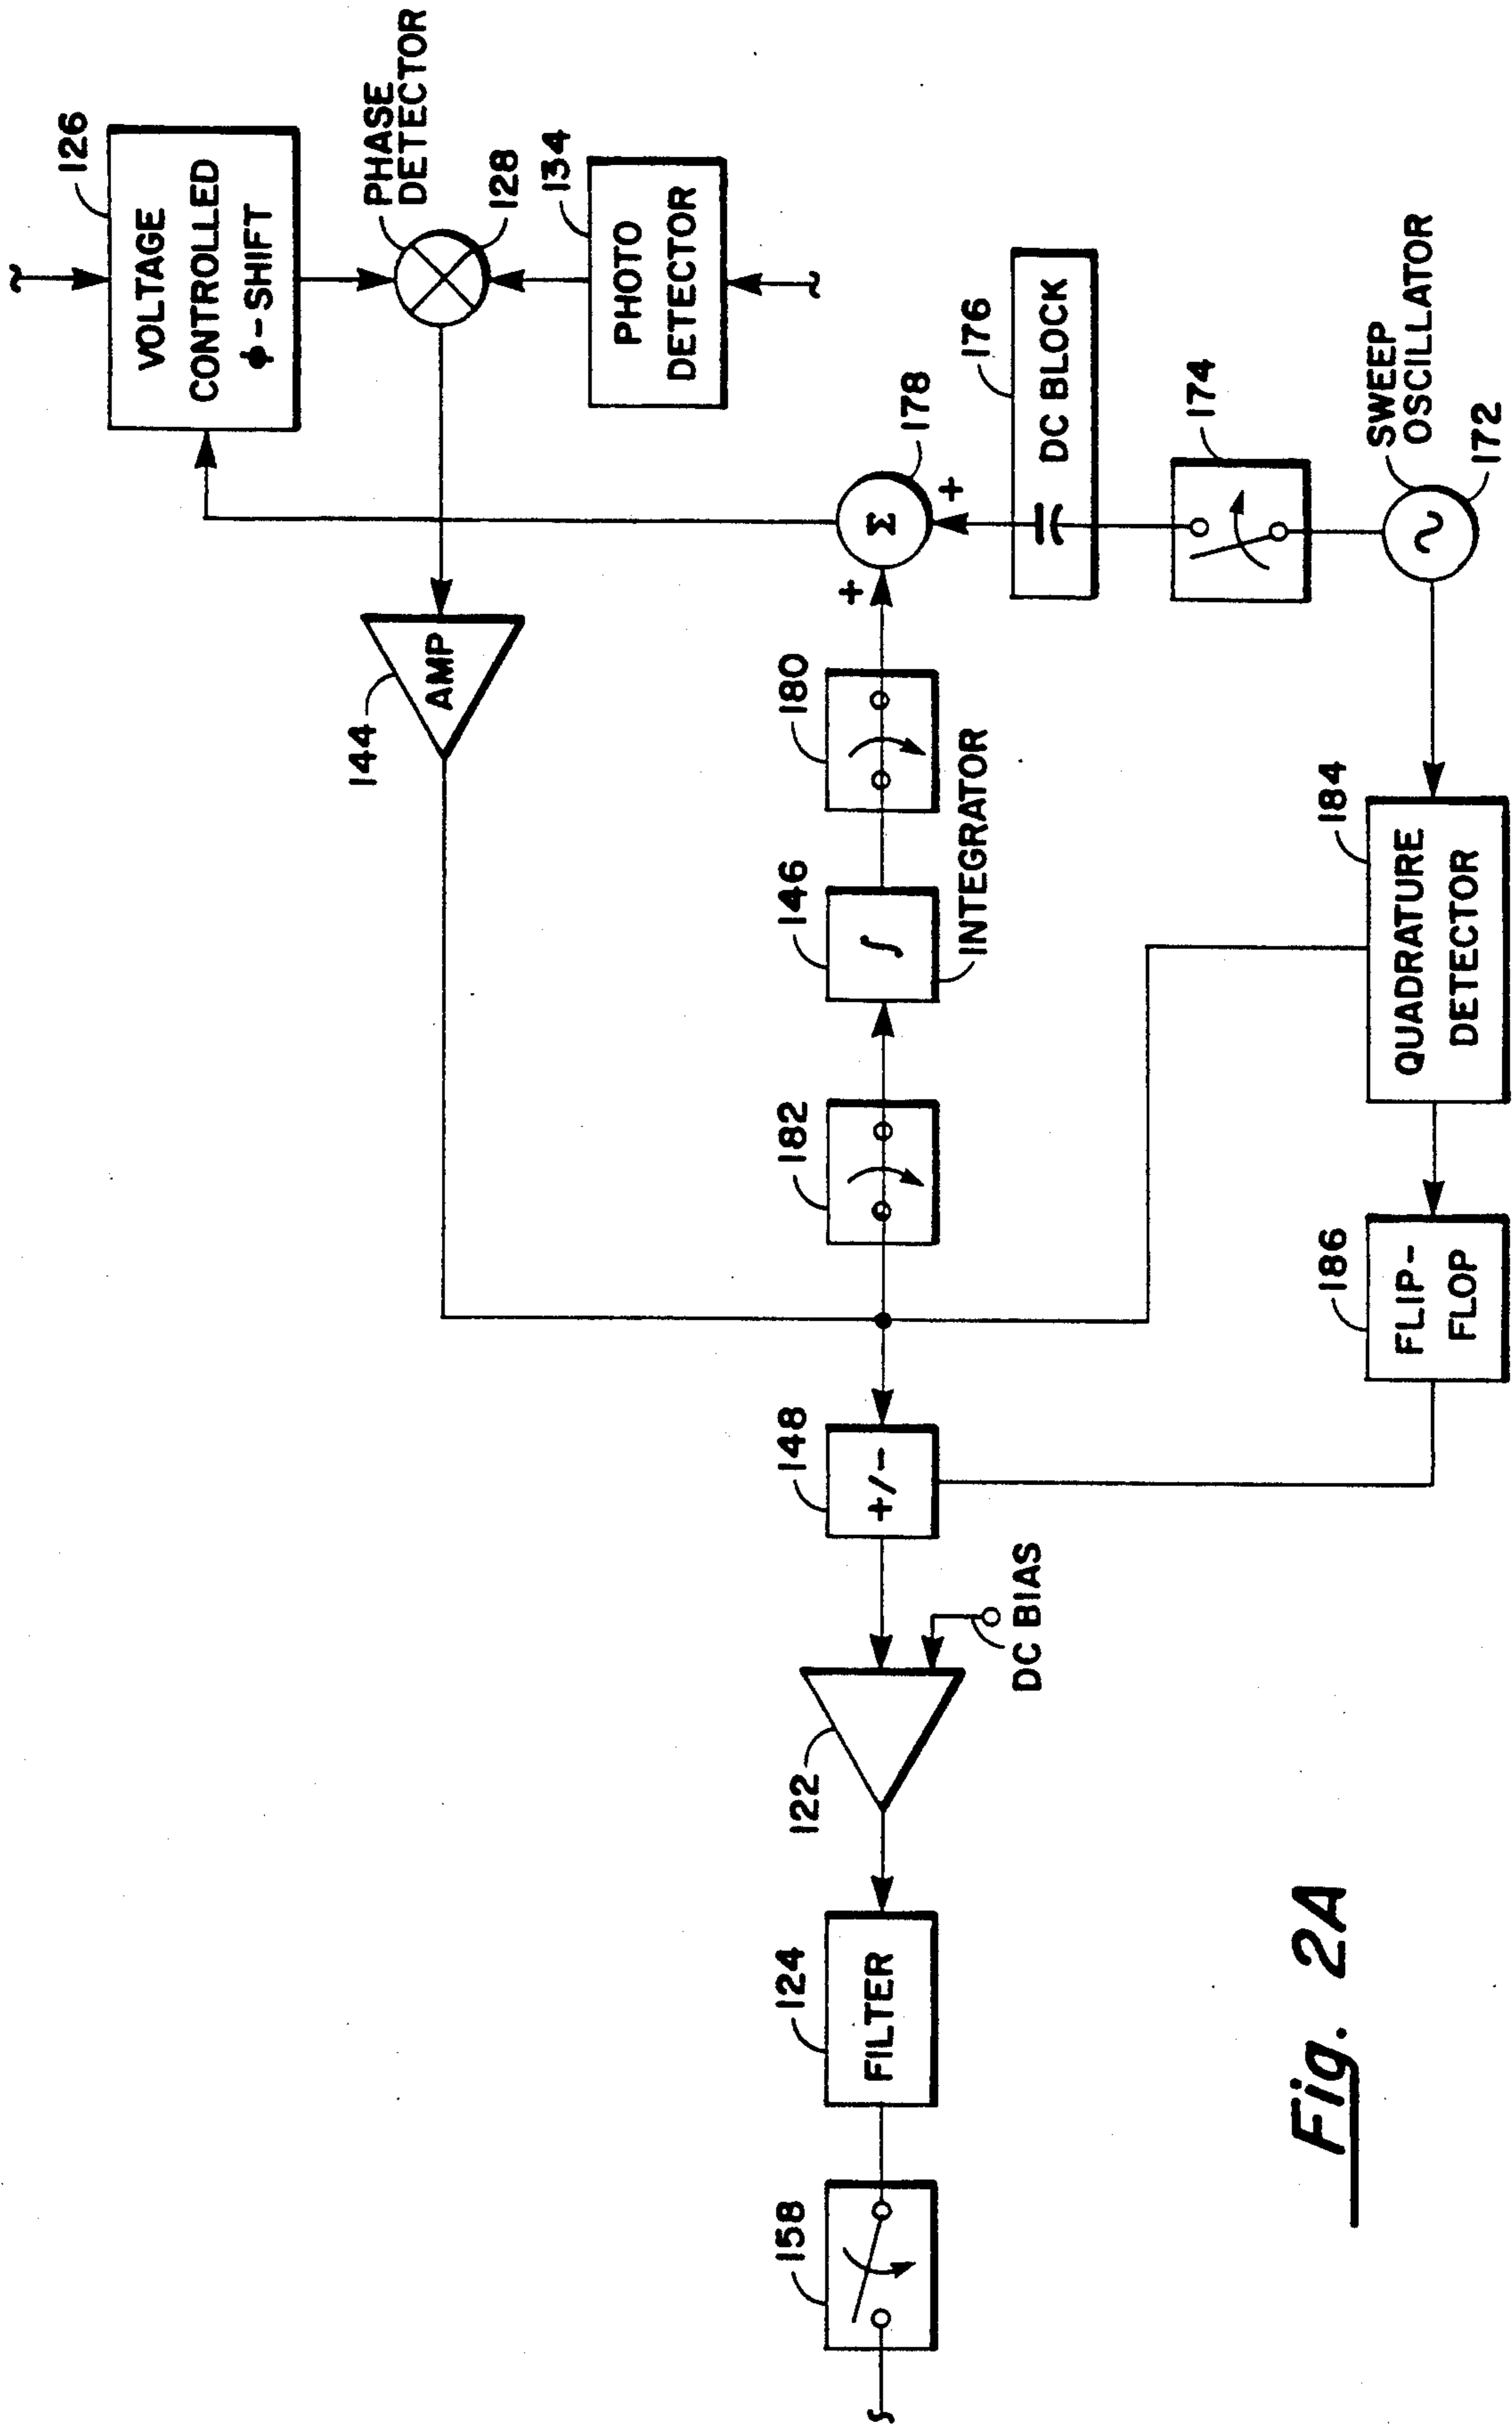 126
VOLTAGE
CONTROLLED
ϕ-SHIFT
PHASE
DETECTOR
128
134
PHOTO
DETECTOR
144
AMP
158
124
FILTER
122
DC BIAS
148
+/-
182
146
∫
INTEGRATOR
180
+
Σ
178
+
176
DC BLOCK
174
SWEEP
OSCILLATOR
172
184
QUADRATURE
DETECTOR
186
FLIP-
FLOP
Fig. 2A